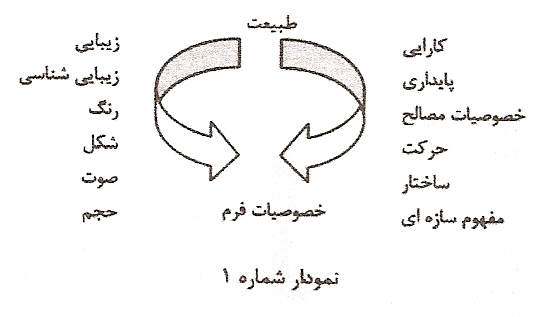 طبیعت
کارایی
پایداری
خصوصیات مصالح
حرکت
ساختار
مفهوم سازه ای
زیبایی
زیبایی شناسی
رنگ
شکل
صوت
حجم
خصوصیات فرم
نمودار شماره ۱